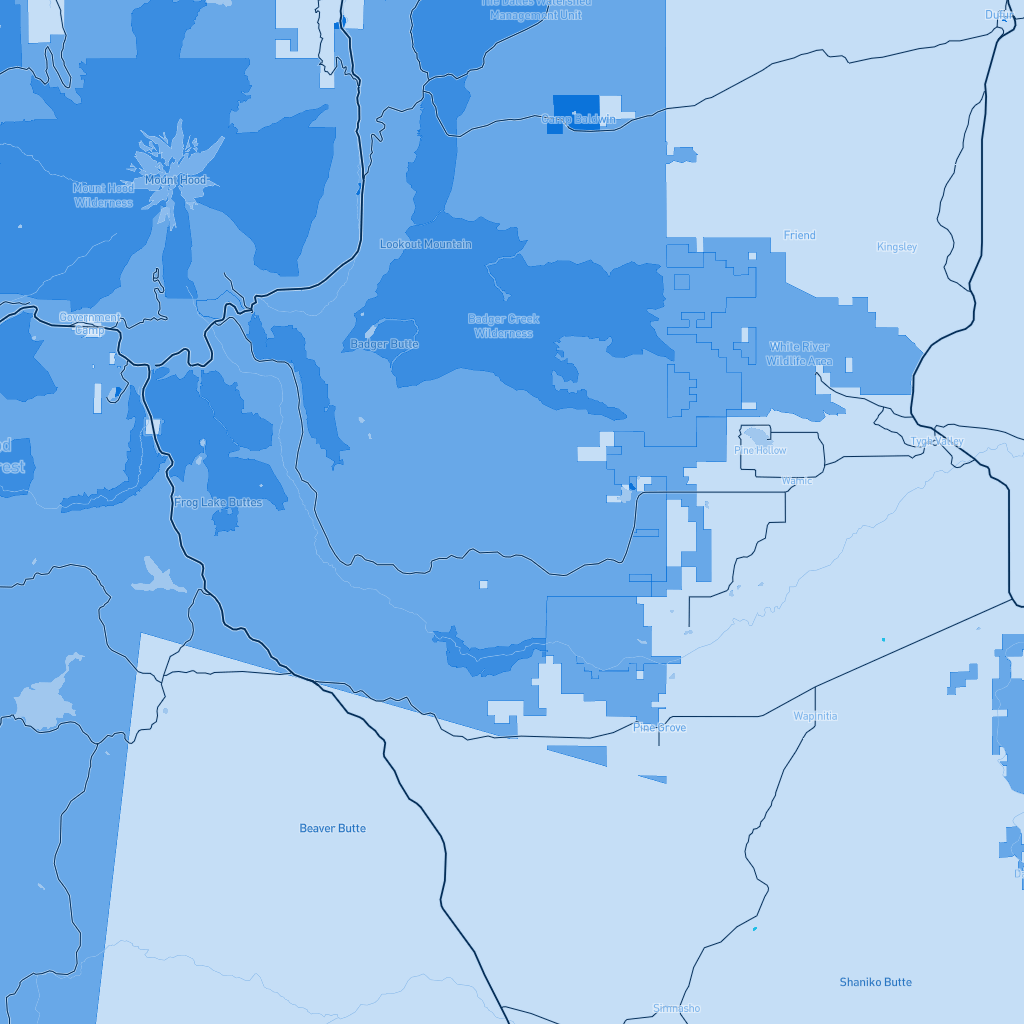 The Dalles Watershed
Management Unit
Dufur
Camp Baldwin
Mount Hood
Mount Hood
Wilderness
Friend
Lookout Mountain
Kingsley
Government
Camp
Badger Creek
Wilderness
Badger Butte
White River
Wildlife Area
Tygh Valley
Pine Hollow
Wamic
Frog Lake Buttes
Wapinitia
Pine Grove
Beaver Butte
Shaniko Butte
Simnasho